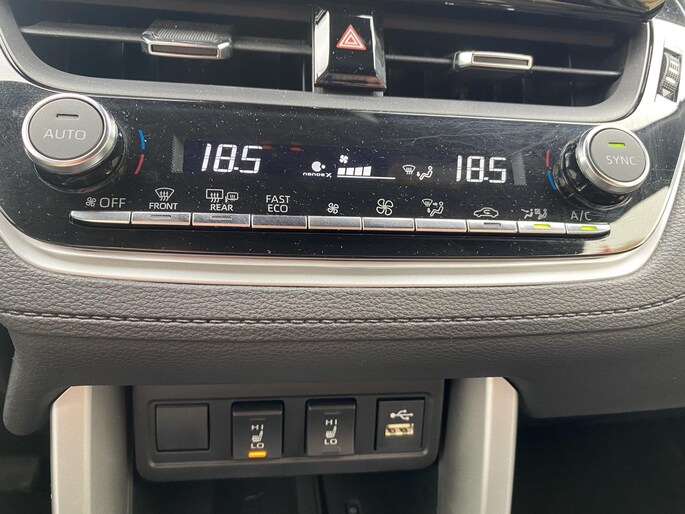 AUTO
18.5
nanoe X
18.5
SYNC
OFF
FRONT
REAR
FAST
ECO
A/C
HI
LO
HI
LO